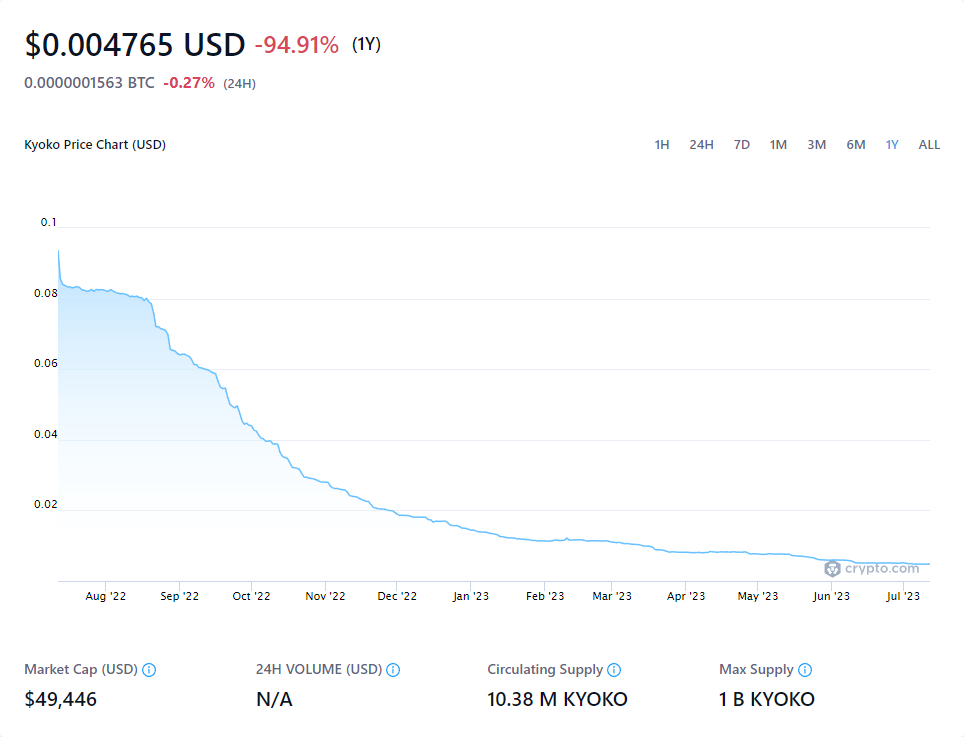 $0.004765 USD -94.91% (1Y)
0.0000001563 BTC -0.27% (24H)
Kyoko Price Chart (USD) 1H 24H 7D 1M 3M 6M 1Y ALL
0.1
0.08
0.06
0.04
0.02
crypto.com
Aug '22 Sep '22 Oct '22 Nov '22 Dec '22 Jan '23 Feb '23 Mar '23 Apr '23 May '23 Jun '23 Jul '23
Market Cap (USD) 24H VOLUME (USD) Circulating Supply Max Supply
$49,446 N/A 10.38 M KYOKO 1 B KYOKO